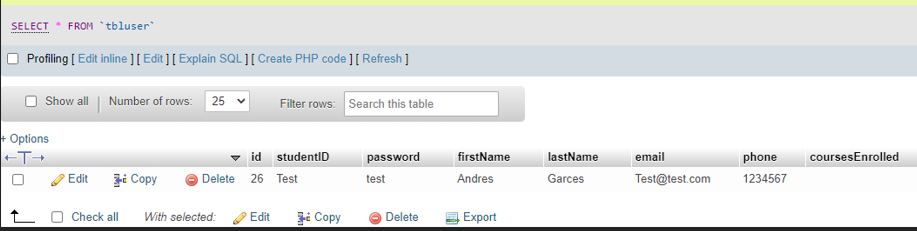 SELECT * FROM `tbluser`
Profiling [ Edit inline ] [ Edit ] [ Explain SQL ] [ Create PHP code ] [ Refresh ]
Show all | Number of rows: 25 Filter rows: Search this table
+ Options
id studentID password firstName lastName email phone coursesEnrolled
Edit Copy Delete 26 Test test Andres Garces Test@test.com 1234567
Check all With selected: Edit Copy Delete Export